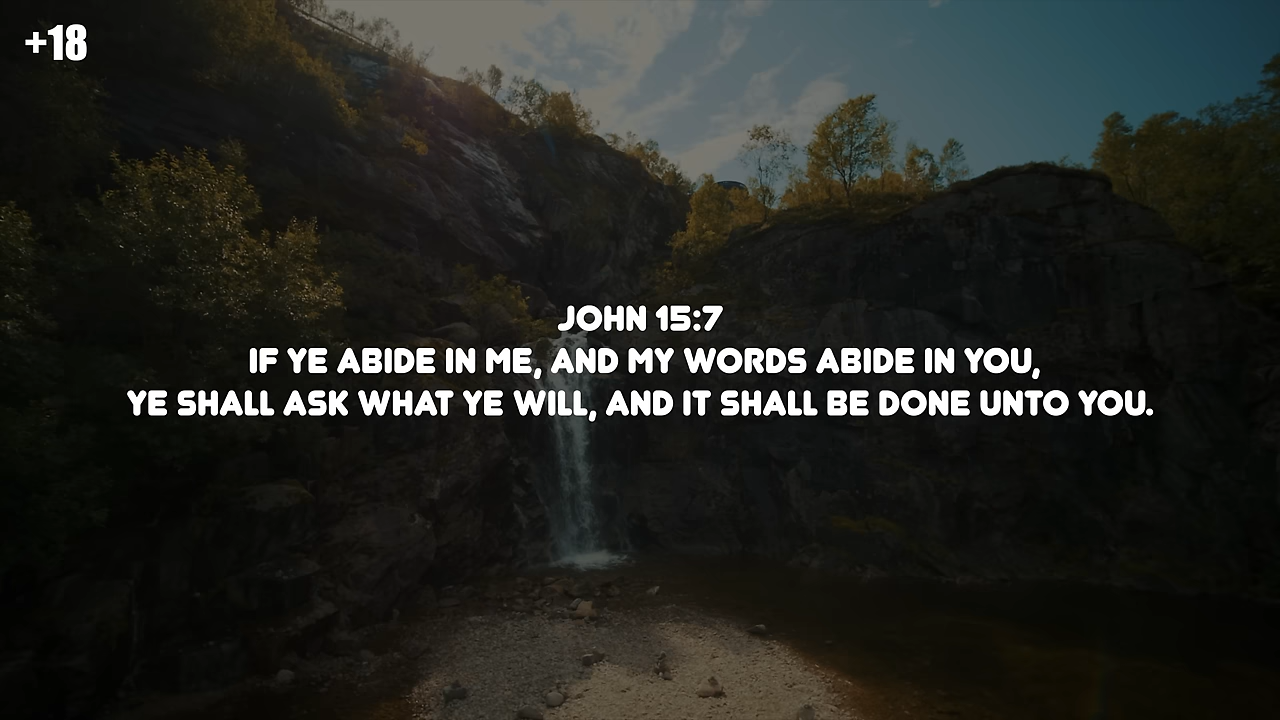 +18
JOHN 15:7
IF YE ABIDE IN ME, AND MY WORDS ABIDE IN YOU,
YE SHALL ASK WHAT YE WILL, AND IT SHALL BE DONE UNTO YOU.